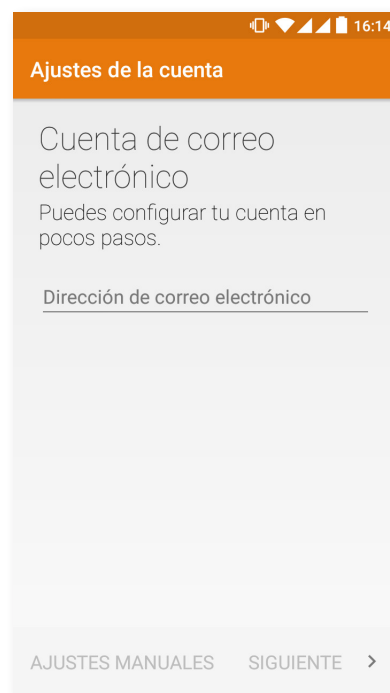 16:14
Ajustes de la cuenta
Cuenta de correo
electrónico
Puedes configurar tu cuenta en
pocos pasos.
Dirección de correo electrónico
AJUSTES MANUALES SIGUIENTE